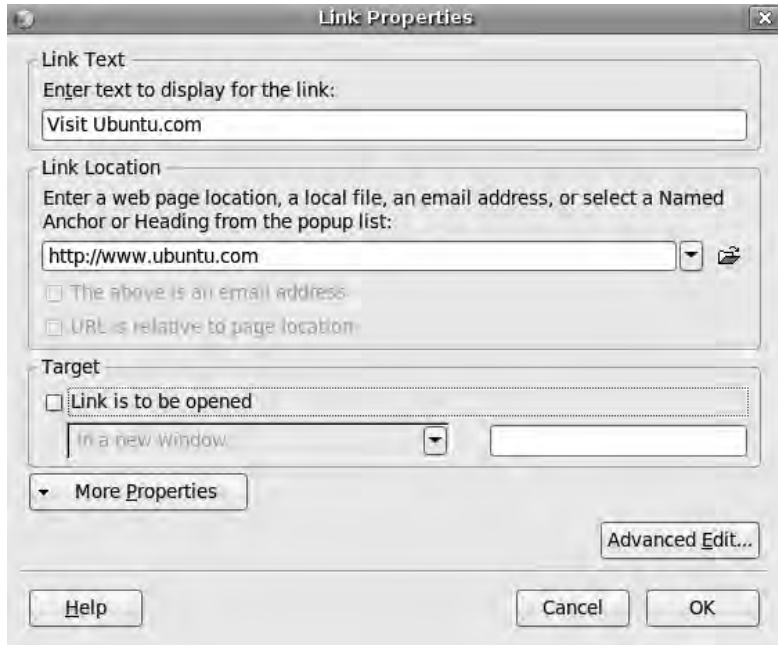 Link Properties
Link Text
Enter text to display for the link:
Visit Ubuntu.com
Link Location
Enter a web page location, a local file, an email address, or select a Named
Anchor or Heading from the popup list:
http://www.ubuntu.com
The above is an email address
URL is relative to page location
Target
Link is to be opened
In a new window
More Properties
Advanced Edit...
Help
Cancel
OK